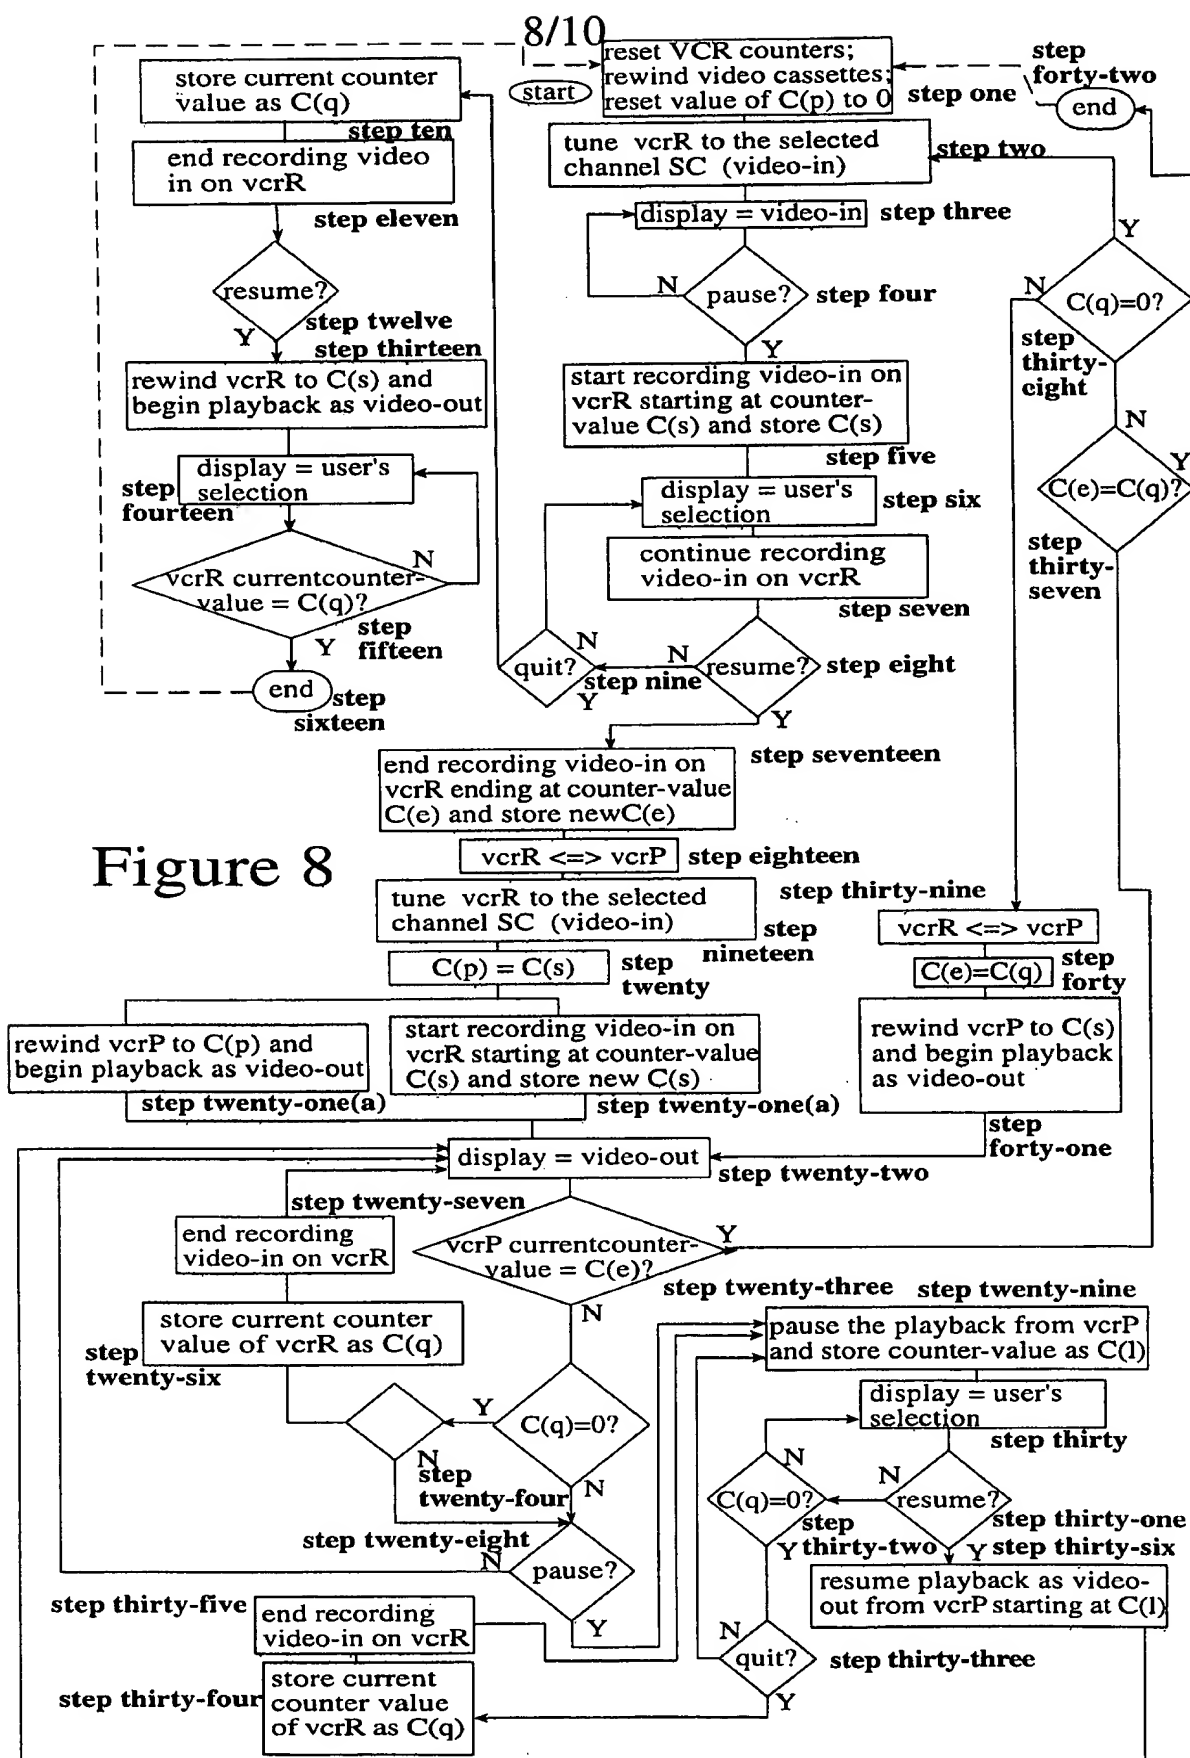 8/10
reset VCR counters;
rewind video cassettes;
reset value of C(p) to 0
step one
start
step
forty-two
end
store current counter
value as C(q)
step ten
end recording video
in on vcrR
step eleven
resume?
Y
step twelve
step thirteen
rewind vcrR to C(s) and
begin playback as video-out
display = user's
selection
step
fourteen
vcrR currentcounter-
value = C(q)?
N
Y
step
fifteen
end
step
sixteen
tune vcrR to the selected
channel SC (video-in)
step two
display = video-in
step three
N
pause?
step four
Y
start recording video-in on
vcrR starting at counter-
value C(s) and store C(s)
step five
display = user's
selection
step six
continue recording
video-in on vcrR
step seven
N
quit?
Y
step nine
N
resume?
step eight
Y
Y
N
C(q)=0?
step
thirty-
eight
N
Y
C(e)=C(q)?
step
thirty-
seven
step seventeen
end recording video-in on
vcrR ending at counter-value
C(e) and store newC(e)
Figure 8
vcrR <=> vcrP
step eighteen
tune vcrR to the selected
channel SC (video-in)
step
nineteen
C(p) = C(s)
step
twenty
step thirty-nine
vcrR <=> vcrP
C(e)=C(q)
step
forty
rewind vcrP to C(s)
and begin playback
as video-out
step
forty-one
rewind vcrP to C(p) and
begin playback as video-out
step twenty-one(a)
start recording video-in on
vcrR starting at counter-value
C(s) and store new C(s)
step twenty-one(a)
display = video-out
step twenty-two
step twenty-seven
end recording
video-in on vcrR
vcrP currentcounter-
value = C(e)?
Y
step twenty-three
N
store current counter
value of vcrR as C(q)
step
twenty-six
Y
C(q)=0?
N
step
twenty-four
N
step twenty-eight
N
pause?
Y
step twenty-nine
pause the playback from vcrP
and store counter-value as C(l)
display = user's
selection
step thirty
N
C(q)=0?
step
thirty-two
Y
N
resume?
step thirty-one
Y
step thirty-six
resume playback as video-
out from vcrP starting at C(l)
N
quit?
step thirty-three
Y
step thirty-five
end recording
video-in on vcrR
step thirty-four
store current
counter value
of vcrR as C(q)